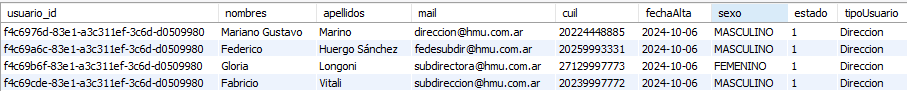 usuario_id nombres apellidos mail cuil fechaAlta sexo estado tipoUsuario
f4c6976d-83e1-a3c311ef-3c6d-d0509980 Mariano Gustavo Marino direccion@hmu.com.ar 20224448885 2024-10-06 MASCULINO 1 Direccion
f4c69a6c-83e1-a3c311ef-3c6d-d0509980 Federico Huergo Sánchez fedesubdir@hmu.com.ar 20259993331 2024-10-06 MASCULINO 1 Direccion
f4c69b6f-83e1-a3c311ef-3c6d-d0509980 Gloria Longoni subdirectora@hmu.com.ar 27129997773 2024-10-06 FEMENINO 1 Direccion
f4c69cde-83e1-a3c311ef-3c6d-d0509980 Fabricio Vitali subdireccion@hmu.com.ar 20239997772 2024-10-06 MASCULINO 1 Direccion